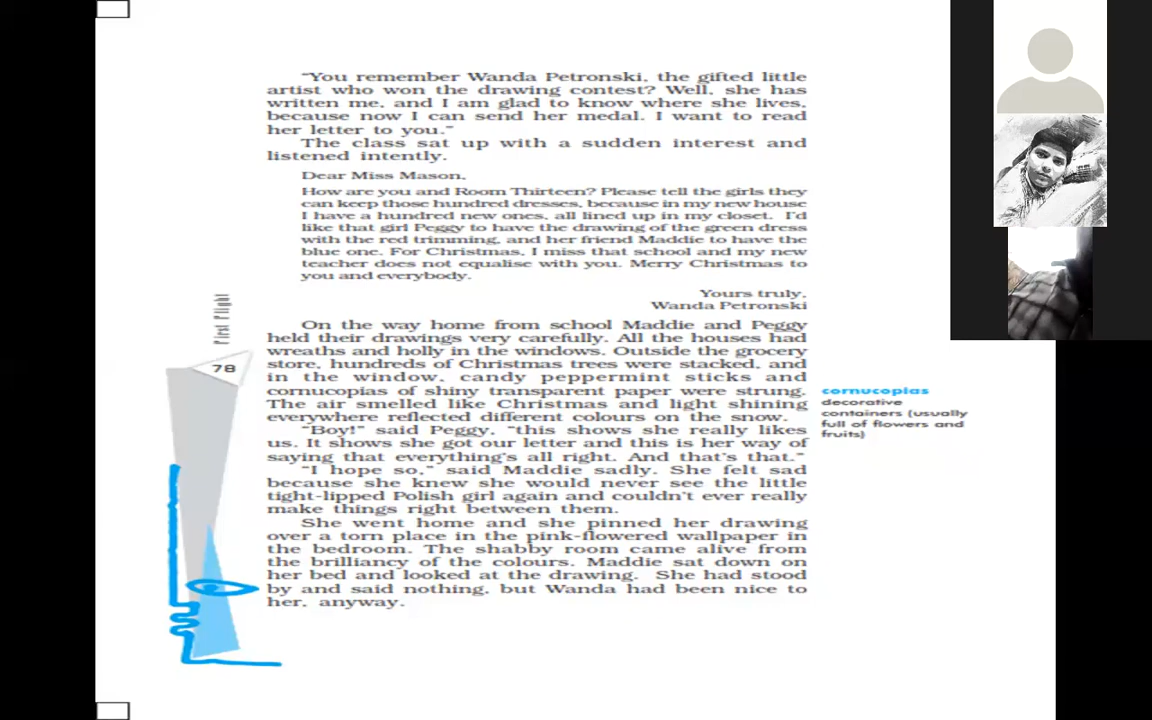 "You remember Wanda Petronski, the gifted little
artist who won the drawing contest? Well, she has
written me, and I am glad to know where she lives,
because now I can send her medal. I want to read
her letter to you."
The class sat up with a sudden interest and
listened intently.
Dear Miss Mason,
How are you and Room Thirteen? Please tell the girls they
can keep those hundred dresses, because in my new house
I have a hundred new ones, all lined up in my closet. I'd
like that girl Peggy to have the drawing of the green dress
with the red trimming, and her friend Maddie to have the
blue one. For Christmas, I miss that school and my new
teacher does not equalise with you. Merry Christmas to
you and everybody.
Yours truly,
Wanda Petronski
First Flight
78
On the way home from school Maddie and Peggy
held their drawings very carefully. All the houses had
wreaths and holly in the windows. Outside the grocery
store, hundreds of Christmas trees were stacked, and
in the window, candy peppermint sticks and
cornucopias of shiny transparent paper were strung.
The air smelled like Christmas and light shining
everywhere reflected different colours on the snow.
"Boy!" said Peggy, "this shows she really likes
us. It shows she got our letter and this is her way of
saying that everything's all right. And that's that."
"I hope so," said Maddie sadly. She felt sad
because she knew she would never see the little
tight-lipped Polish girl again and couldn't ever really
make things right between them.
She went home and she pinned her drawing
over a torn place in the pink-flowered wallpaper in
the bedroom. The shabby room came alive from
the brilliancy of the colours. Maddie sat down on
her bed and looked at the drawing. She had stood
by and said nothing, but Wanda had been nice to
her, anyway.
cornucopias
decorative
containers (usually
full of flowers and
fruits)